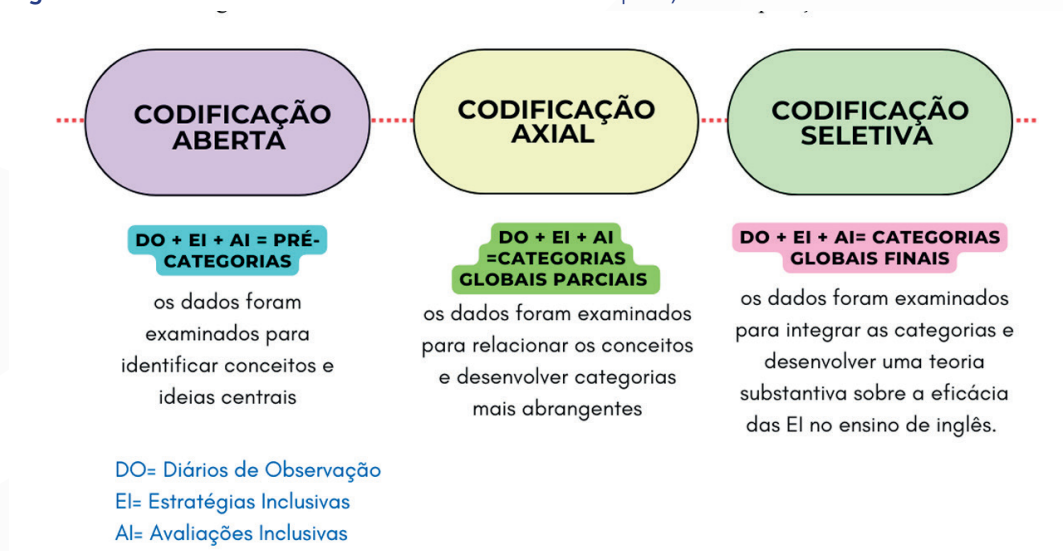 CODIFICAÇÃO
ABERTA
DO + EI + AI = PRÉ-
CATEGORIAS
os dados foram
examinados para
identificar conceitos e
ideias centrais
CODIFICAÇÃO
AXIAL
DO + EI + AI
=CATEGORIAS
GLOBAIS PARCIAIS
os dados foram examinados
para relacionar os conceitos
e desenvolver categorias
mais abrangentes
CODIFICAÇÃO
SELETIVA
DO + EI + AI= CATEGORIAS
GLOBAIS FINAIS
os dados foram examinados
para integrar as categorias e
desenvolver uma teoria
substantiva sobre a eficácia
das EI no ensino de inglês.
DO= Diários de Observação
EI= Estratégias Inclusivas
AI= Avaliações Inclusivas